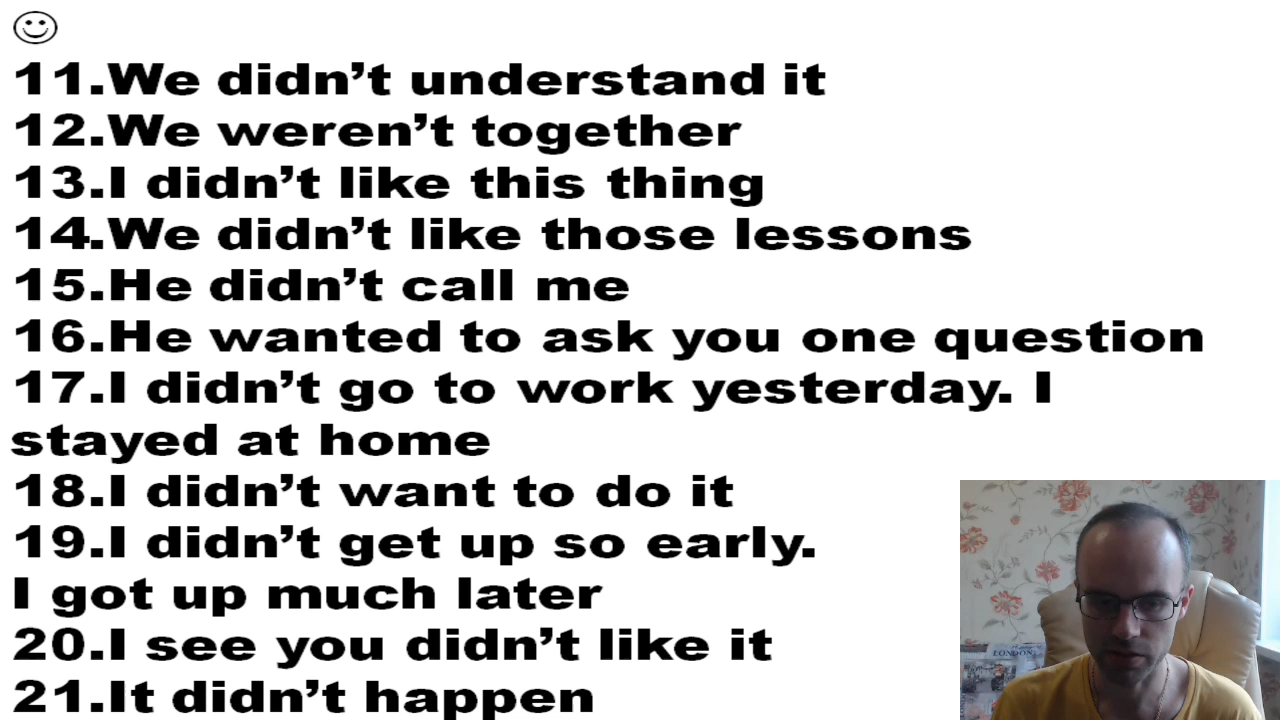 11.We didn’t understand it
12.We weren’t together
13.I didn’t like this thing
14.We didn’t like those lessons
15.He didn’t call me
16.He wanted to ask you one question
17.I didn’t go to work yesterday. I
stayed at home
18.I didn’t want to do it
19.I didn’t get up so early.
I got up much later
20.I see you didn’t like it
21.It didn’t happen
LONDON